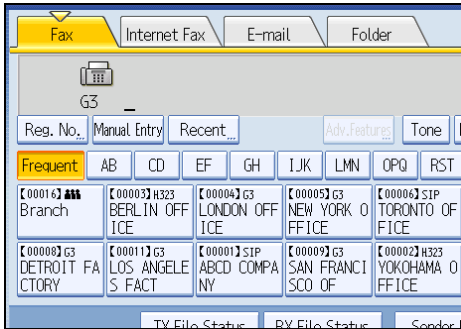 Fax Internet Fax E-mail Folder
G3 _
Reg. No. Manual Entry Recent Adv.Features Tone
Frequent AB CD EF GH IJK LMN OPQ RST
【00016】 【00003】H323 【00004】G3 【00005】G3 【00006】SIP
Branch BERLIN OFF LONDON OFF NEW YORK O TORONTO OF
ICE ICE FFICE FICE
【00008】G3 【00011】G3 【00001】SIP 【00009】G3 【00002】H323
DETROIT FA LOS ANGELE ABCD COMPA SAN FRANCI YOKOHAMA O
CTORY S FACT NY SCO OF FFICE
TX File Status RX File Status Sender